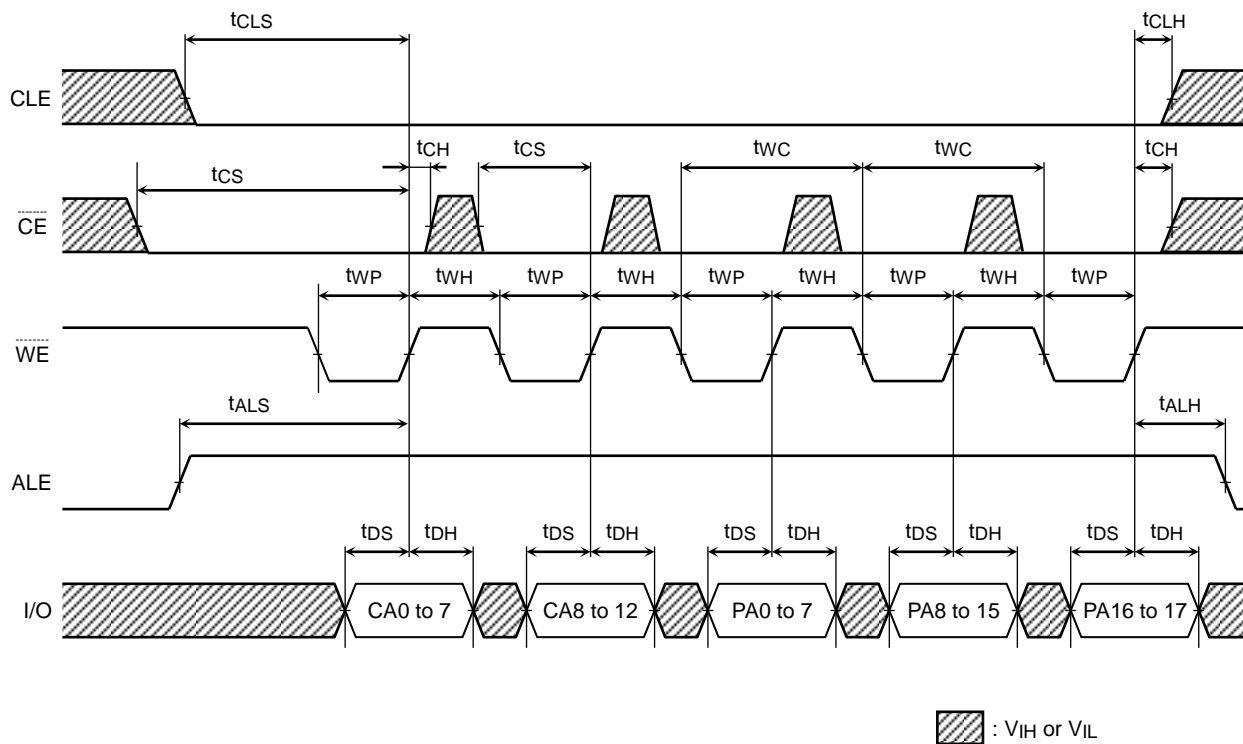 tCLS tCLH
CLE
tCH tCS tWC tWC tCH
tCS
CE
tWP tWH tWP tWH tWP tWH tWP tWH tWP
WE
tALS tALH
ALE
tDS tDH tDS tDH tDS tDH tDS tDH tDS tDH
I/O CA0 to 7 CA8 to 12 PA0 to 7 PA8 to 15 PA16 to 17
: VIH or VIL